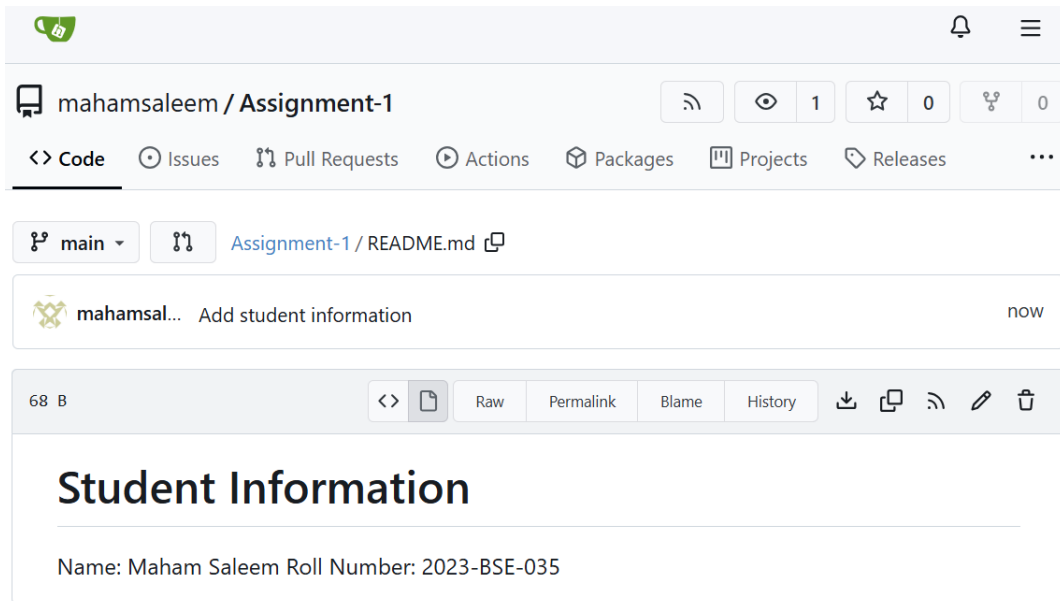 mahamsaleem / Assignment-1
1
0
0
Code Issues Pull Requests Actions Packages Projects Releases
main Assignment-1 / README.md
mahamsal... Add student information now
68 B Raw Permalink Blame History
Student Information
Name: Maham Saleem Roll Number: 2023-BSE-035